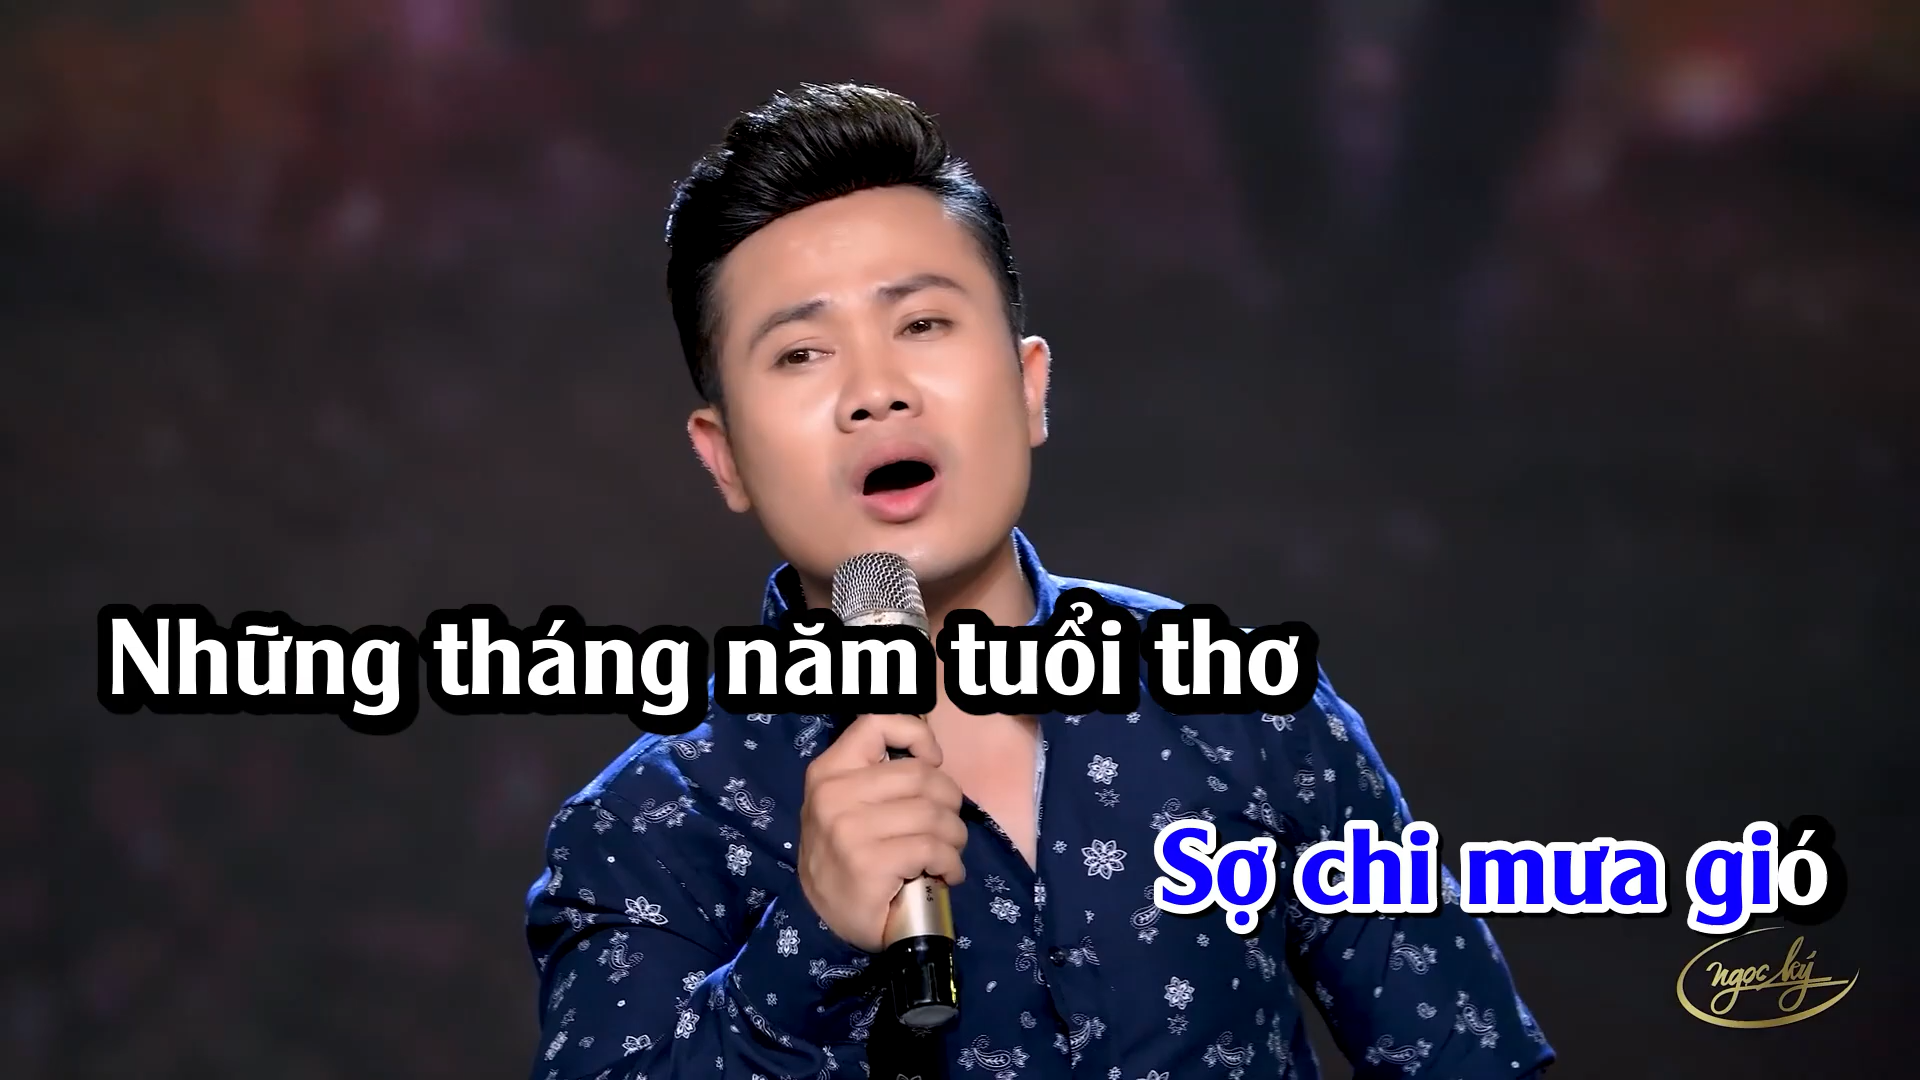 Những tháng năm tuổi thơ
Sợ chi mưa gió
ngọc ký